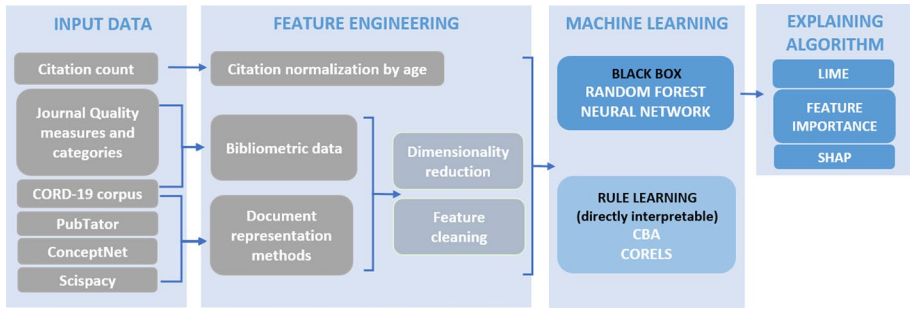 INPUT DATA
Citation count
Journal Quality
measures and
categories
CORD-19 corpus
PubTator
ConceptNet
Scispacy
FEATURE ENGINEERING
Citation normalization by age
Bibliometric data
Document
representation
methods
Dimensionality
reduction
Feature
cleaning
MACHINE LEARNING
BLACK BOX
RANDOM FOREST
NEURAL NETWORK
RULE LEARNING
(directly interpretable)
CBA
CORELS
EXPLAINING
ALGORITHM
LIME
FEATURE
IMPORTANCE
SHAP